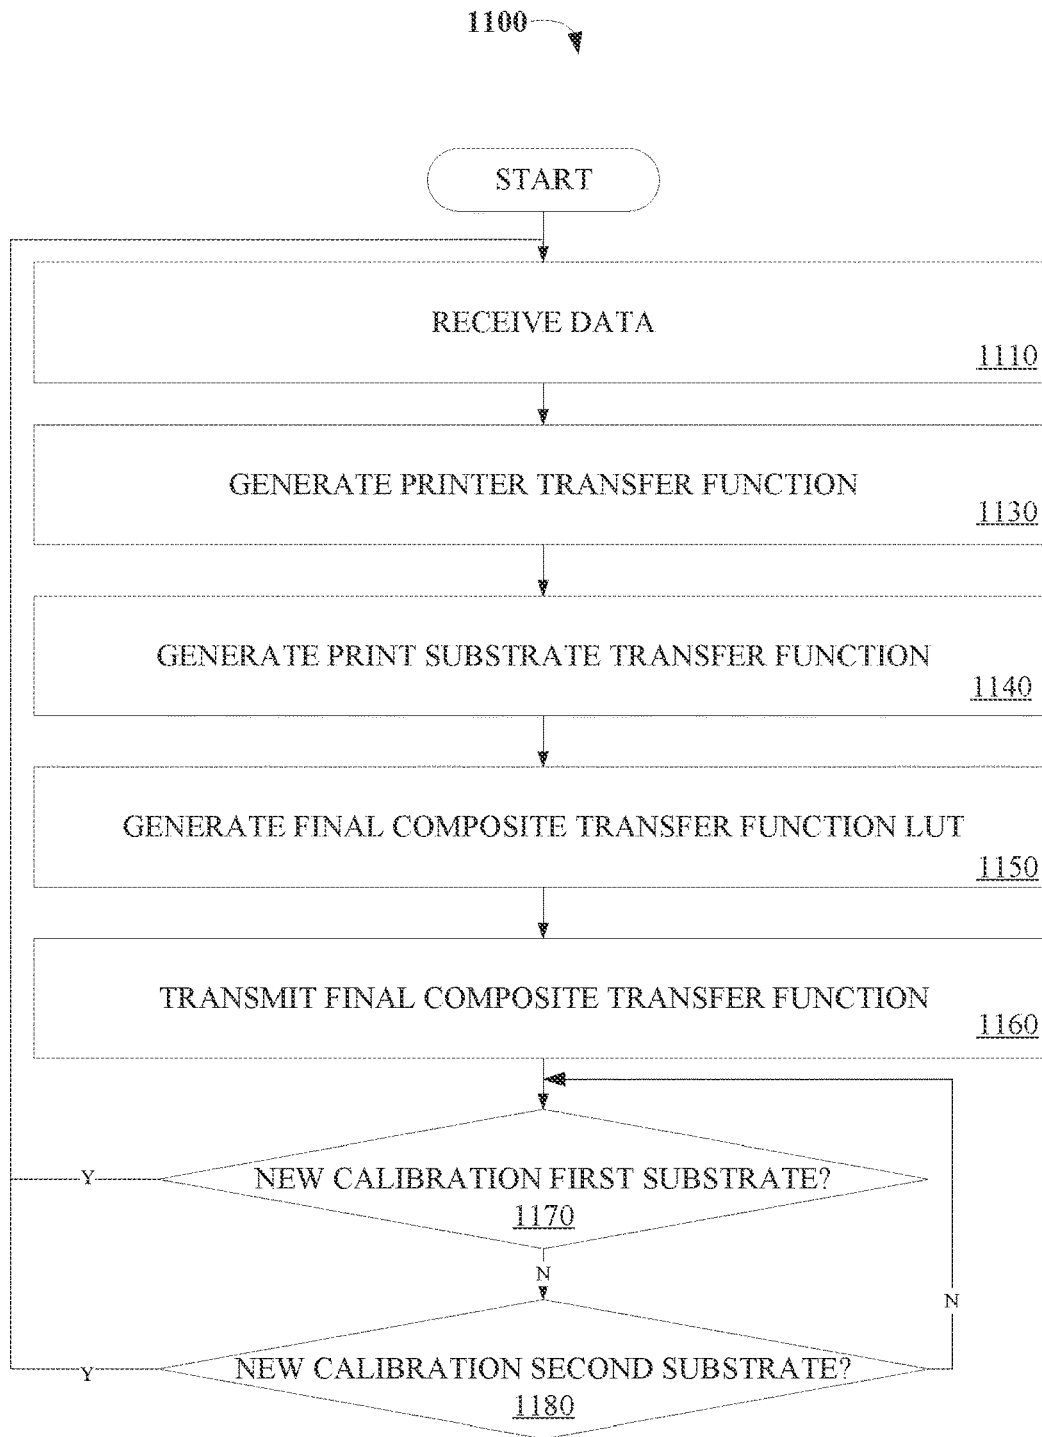 1100
START
RECEIVE DATA
1110
GENERATE PRINTER TRANSFER FUNCTION
1130
GENERATE PRINT SUBSTRATE TRANSFER FUNCTION
1140
GENERATE FINAL COMPOSITE TRANSFER FUNCTION LUT
1150
TRANSMIT FINAL COMPOSITE TRANSFER FUNCTION
1160
Y
NEW CALIBRATION FIRST SUBSTRATE?
1170
N
N
Y
NEW CALIBRATION SECOND SUBSTRATE?
1180